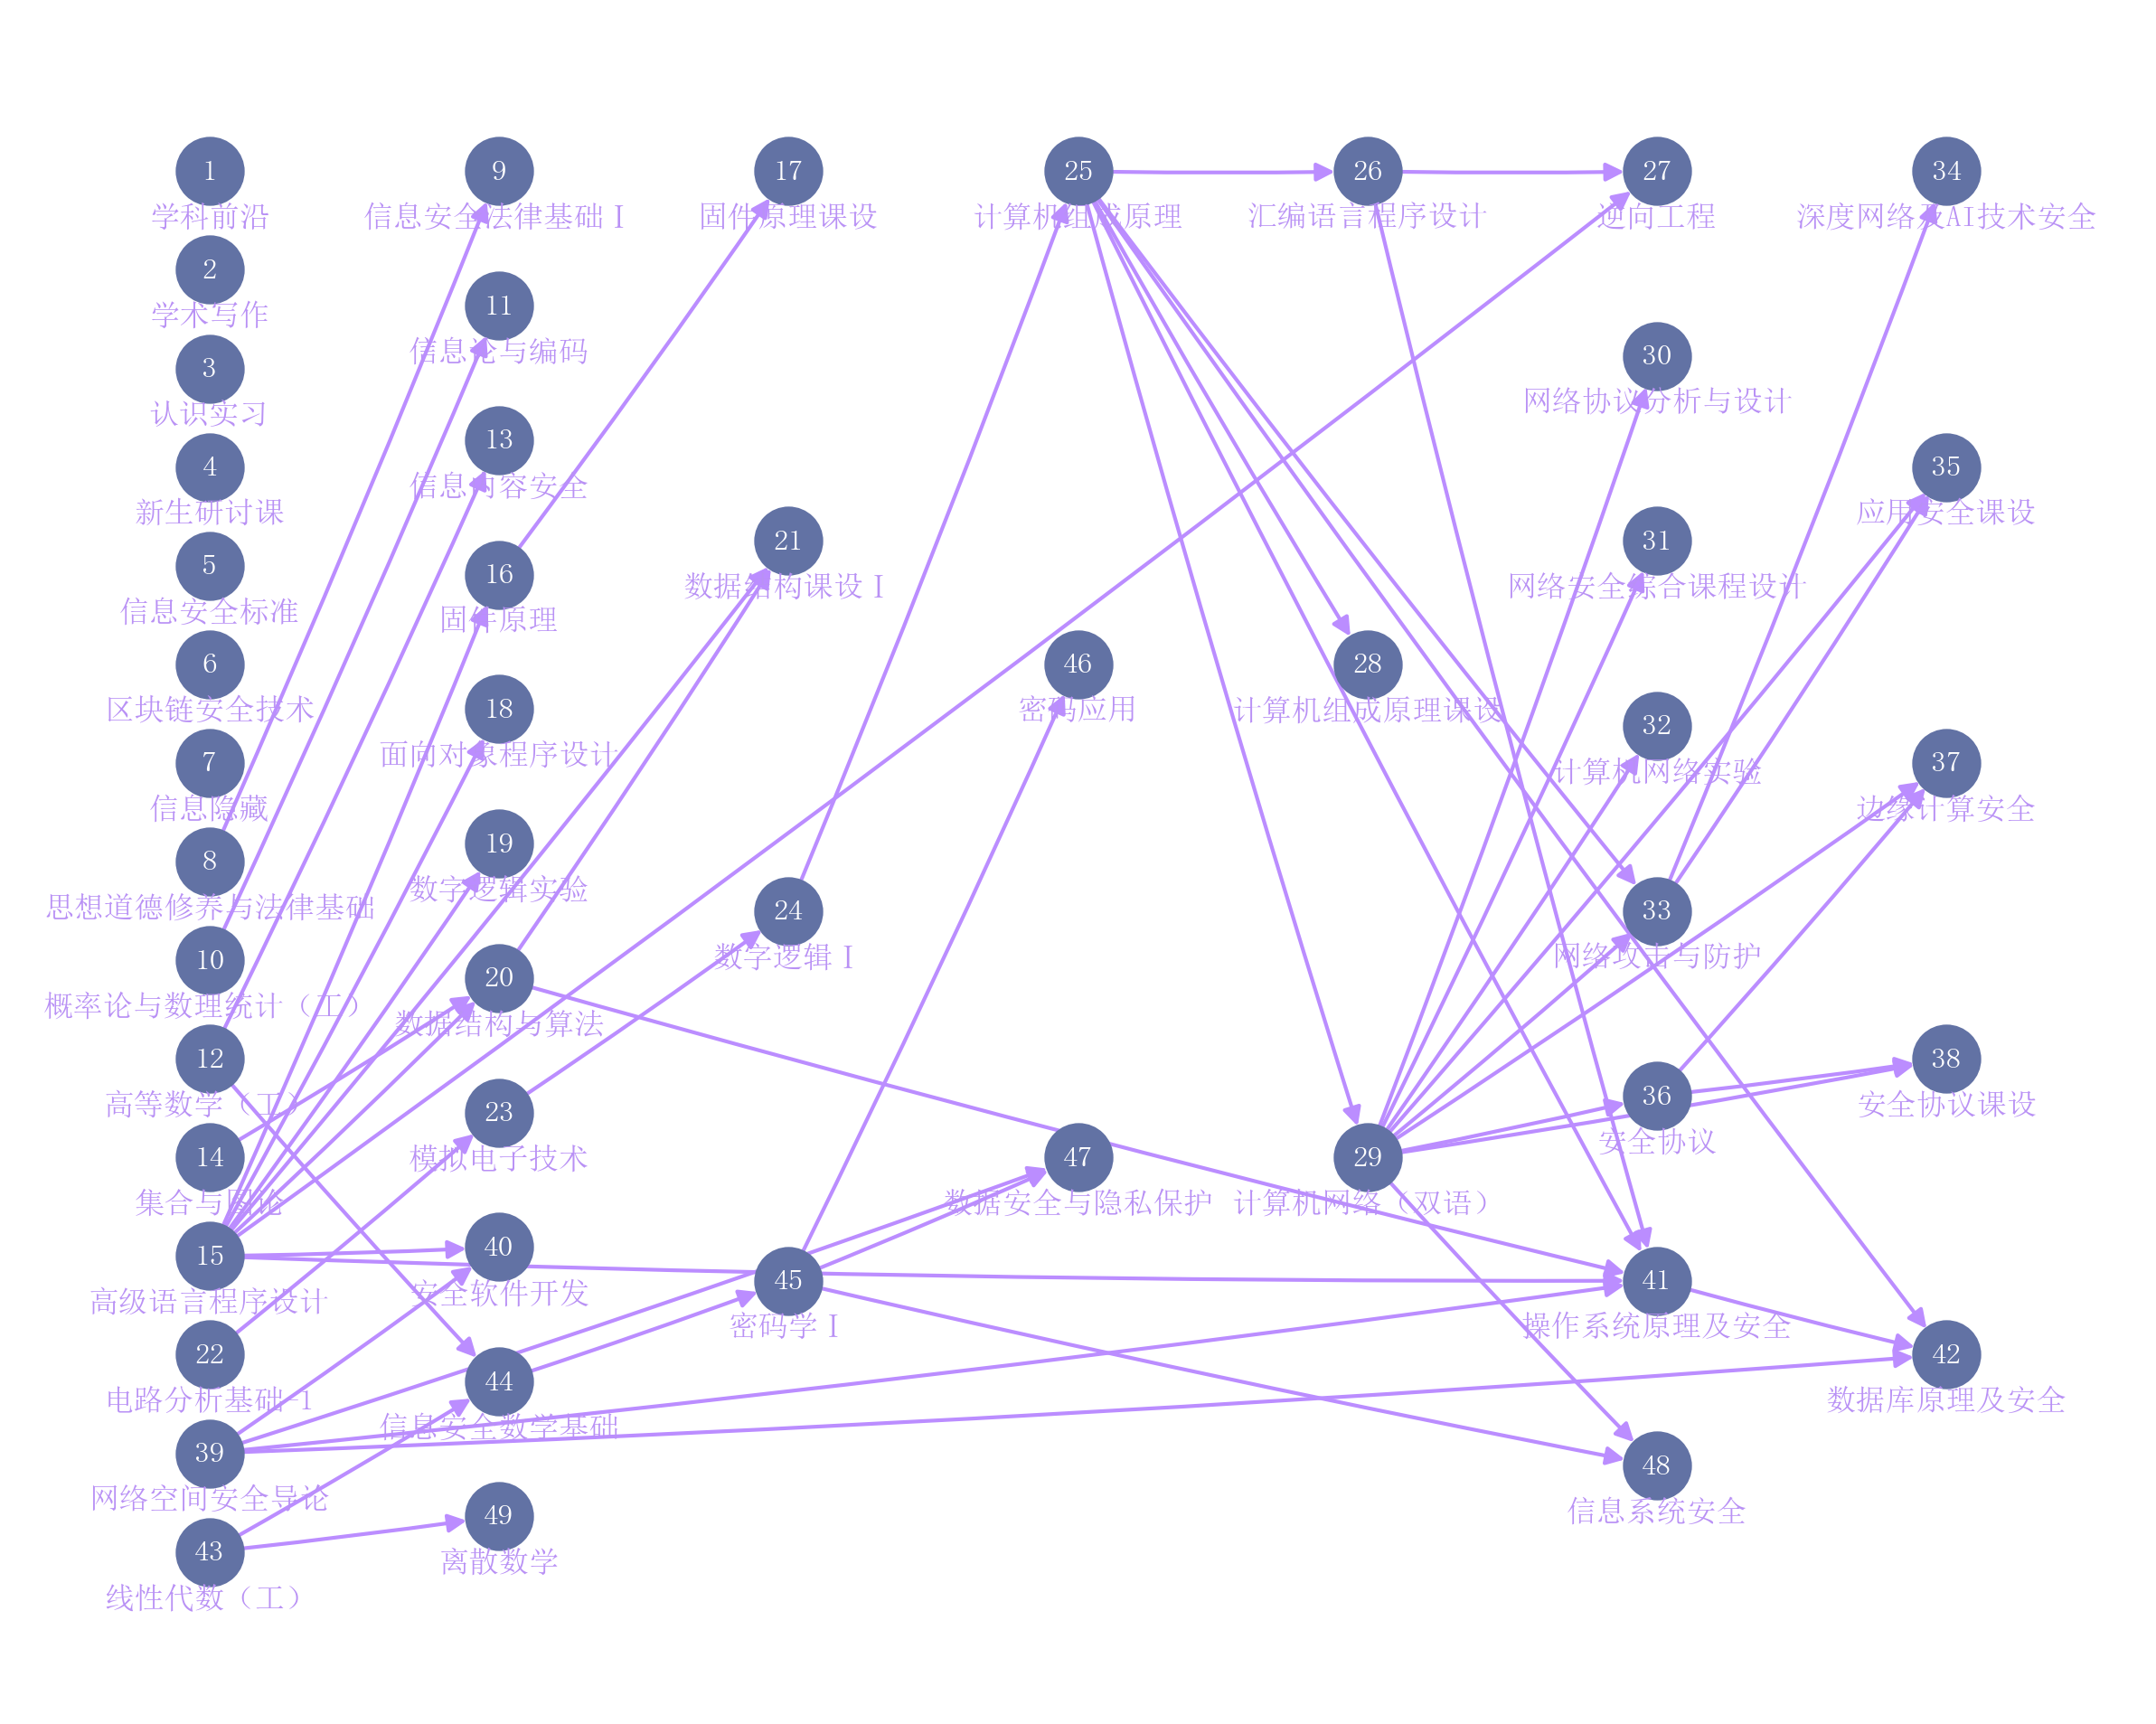 1
学科前沿
2
学术写作
3
认识实习
4
新生研讨课
5
信息安全标准
6
区块链安全技术
7
信息隐藏
8
思想道德修养与法律基础
10
概率论与数理统计（工）
12
高等数学（工）
14
集合与图论
15
高级语言程序设计
22
电路分析基础-1
39
网络空间安全导论
43
线性代数（工）
9
信息安全法律基础Ⅰ
11
信息论与编码
13
信息内容安全
16
固件原理
18
面向对象程序设计
19
数字逻辑实验
20
数据结构与算法
23
模拟电子技术
40
安全软件开发
44
信息安全数学基础
49
离散数学
17
固件原理课设
21
数据结构课设Ⅰ
24
数字逻辑Ⅰ
45
密码学Ⅰ
25
计算机组成原理
46
密码应用
47
数据安全与隐私保护
26
汇编语言程序设计
28
计算机组成原理课设
29
计算机网络（双语）
27
逆向工程
30
网络协议分析与设计
31
网络安全综合课程设计
32
计算机网络实验
33
网络攻击与防护
36
安全协议
41
操作系统原理及安全
48
信息系统安全
34
深度网络及AI技术安全
35
应用安全课设
37
边缘计算安全
38
安全协议课设
42
数据库原理及安全